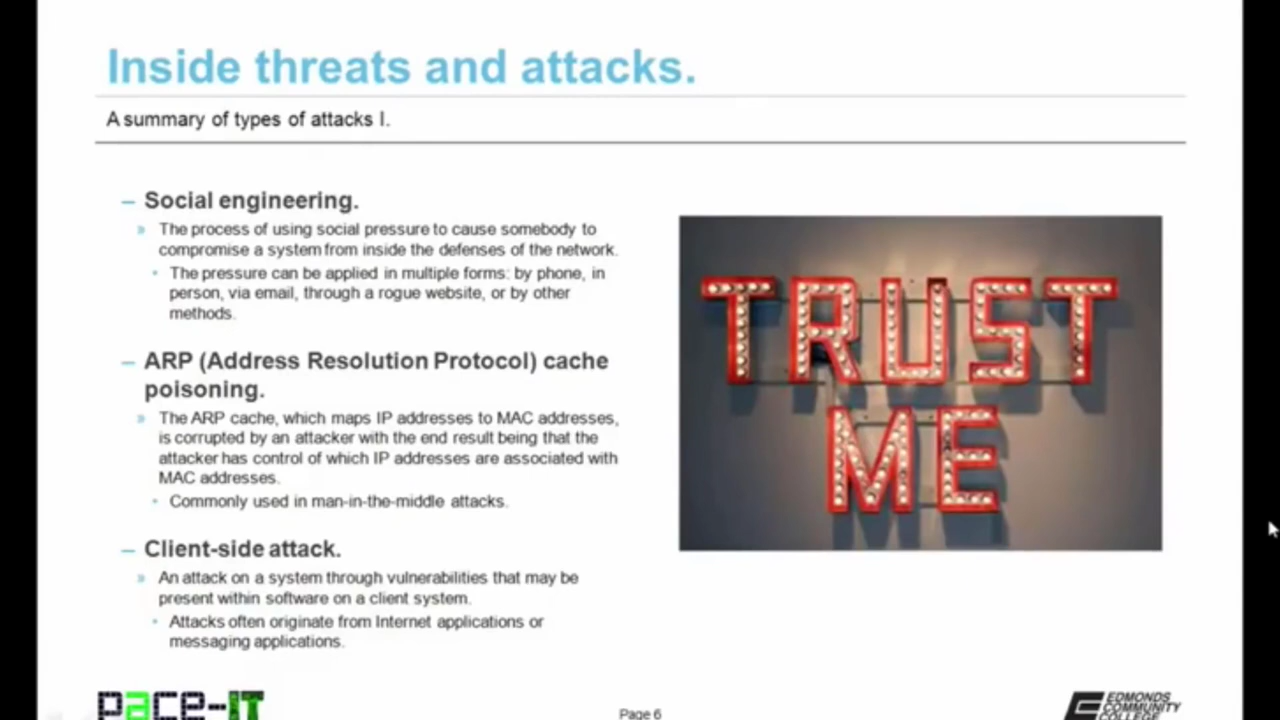 Inside threats and attacks.
A summary of types of attacks I.
– Social engineering.
» The process of using social pressure to cause somebody to
compromise a system from inside the defenses of the network.
• The pressure can be applied in multiple forms: by phone, in
person, via email, through a rogue website, or by other
methods.
– ARP (Address Resolution Protocol) cache
poisoning.
» The ARP cache, which maps IP addresses to MAC addresses,
is corrupted by an attacker with the end result being that the
attacker has control of which IP addresses are associated with
MAC addresses.
• Commonly used in man-in-the-middle attacks.
– Client-side attack.
» An attack on a system through vulnerabilities that may be
present within software on a client system.
• Attacks often originate from Internet applications or
messaging applications.
TRUST
ME
pace-IT
Page 6
EDMONDS
COMMUNITY
COLLEGE